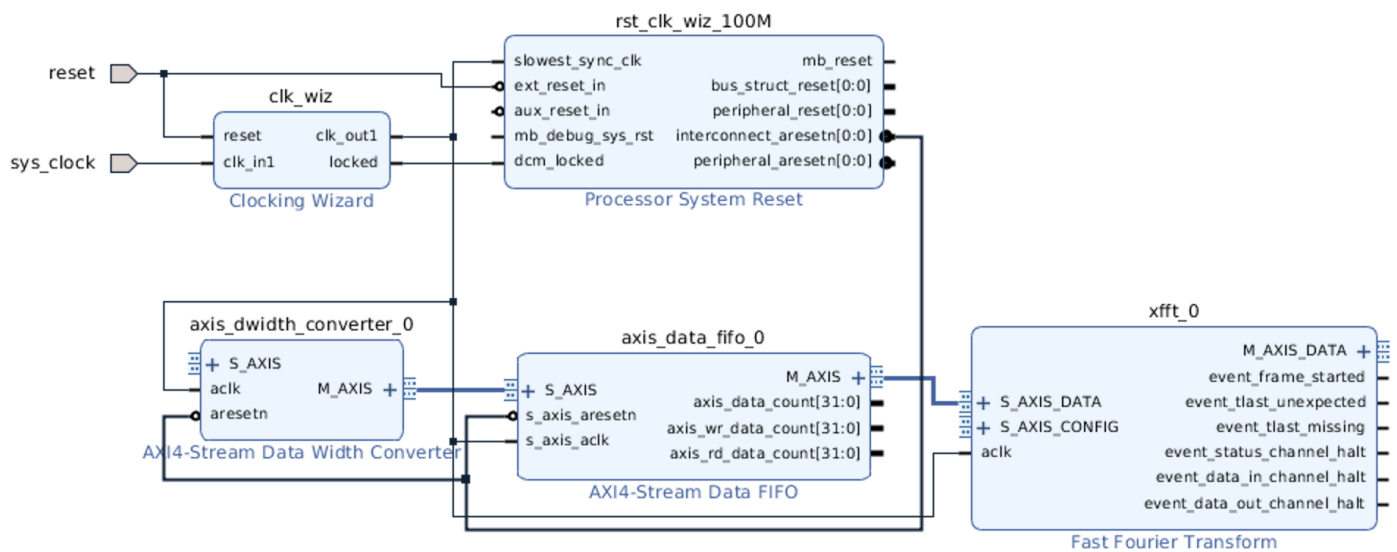 rst_clk_wiz_100M
reset
sys_clock
clk_wiz
reset clk_out1
clk_in1 locked
Clocking Wizard
slowest_sync_clk mb_reset
ext_reset_in bus_struct_reset[0:0]
aux_reset_in peripheral_reset[0:0]
mb_debug_sys_rst interconnect_aresetn[0:0]
dcm_locked peripheral_aresetn[0:0]
Processor System Reset
axis_dwidth_converter_0
S_AXIS
aclk M_AXIS
aresetn
AXI4-Stream Data Width Converter
axis_data_fifo_0
M_AXIS
S_AXIS axis_data_count[31:0]
s_axis_aresetn axis_wr_data_count[31:0]
s_axis_aclk axis_rd_data_count[31:0]
AXI4-Stream Data FIFO
xfft_0
M_AXIS_DATA
event_frame_started
S_AXIS_DATA event_tlast_unexpected
S_AXIS_CONFIG event_tlast_missing
aclk event_status_channel_halt
event_data_in_channel_halt
event_data_out_channel_halt
Fast Fourier Transform